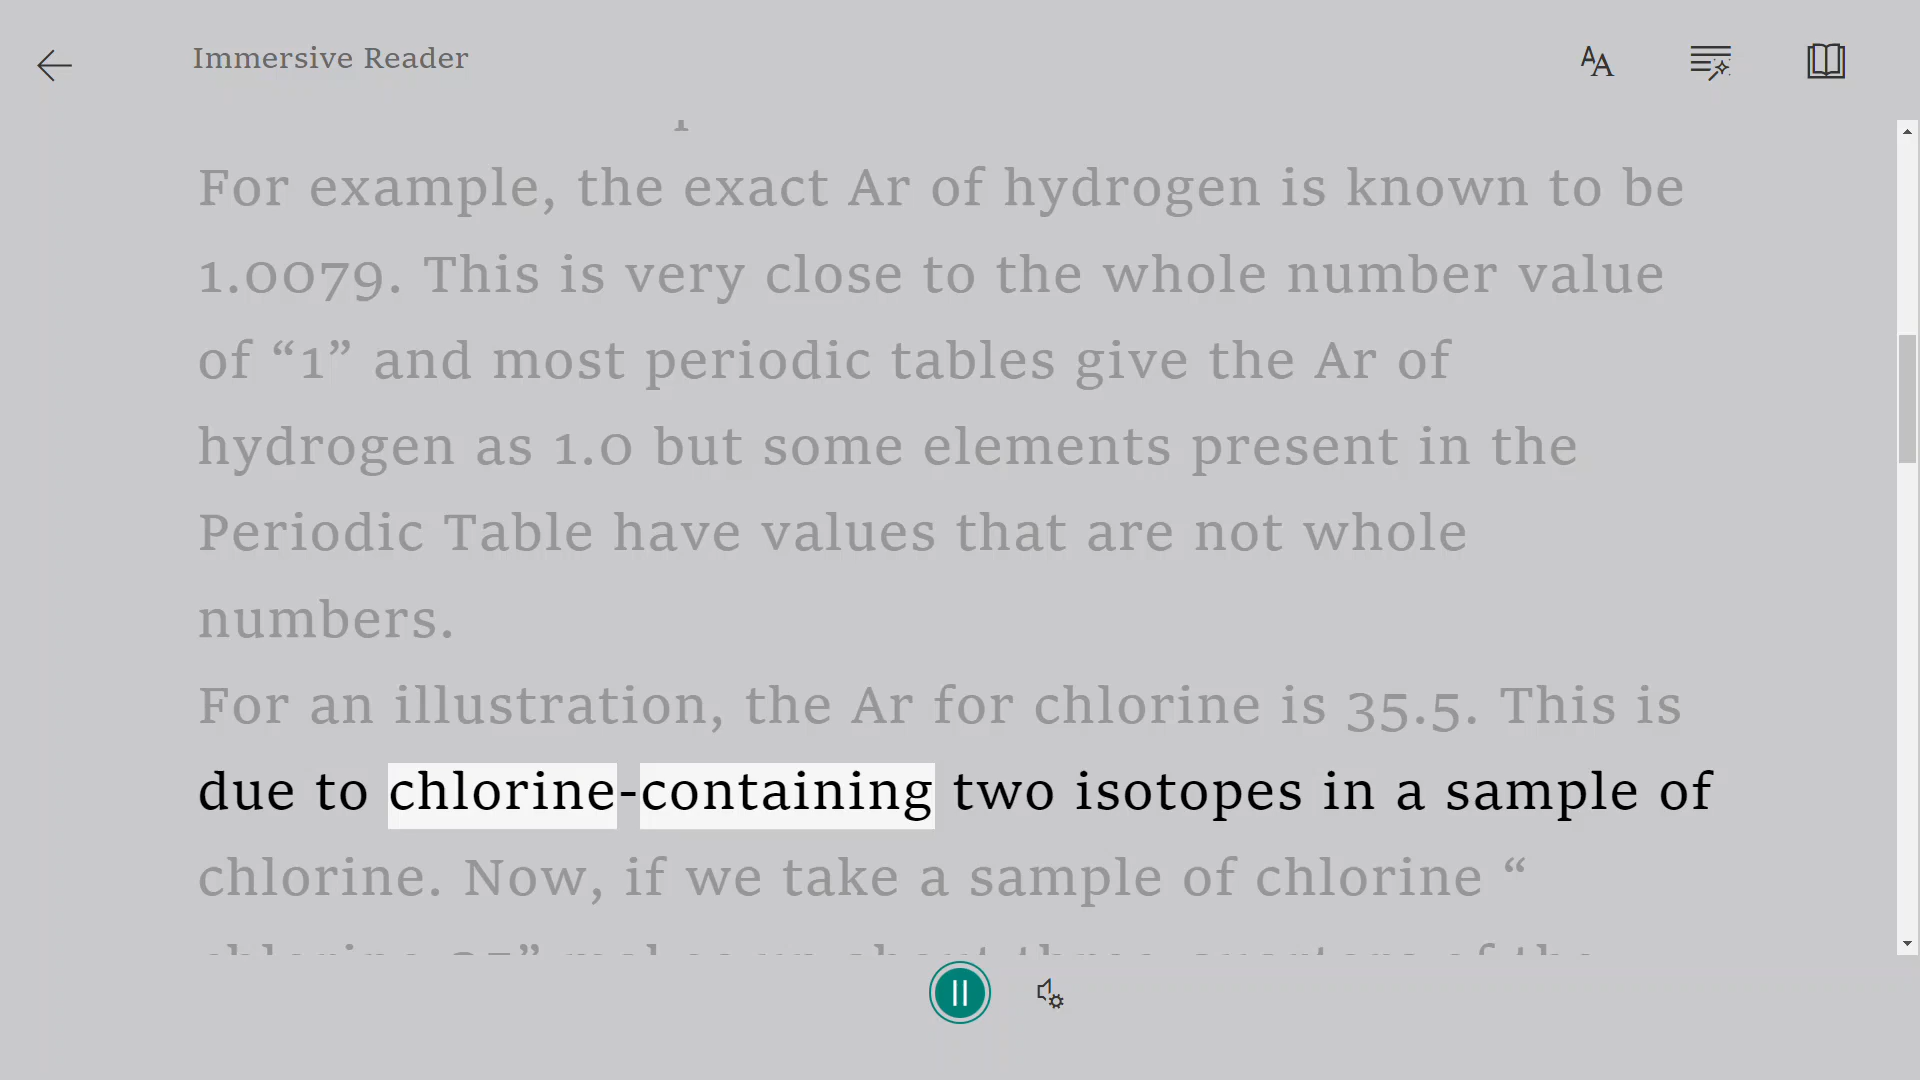 Immersive Reader
For example, the exact Ar of hydrogen is known to be
1.0079. This is very close to the whole number value
of “1” and most periodic tables give the Ar of
hydrogen as 1.0 but some elements present in the
Periodic Table have values that are not whole
numbers.
For an illustration, the Ar for chlorine is 35.5. This is
due to chlorine-containing two isotopes in a sample of
chlorine. Now, if we take a sample of chlorine “